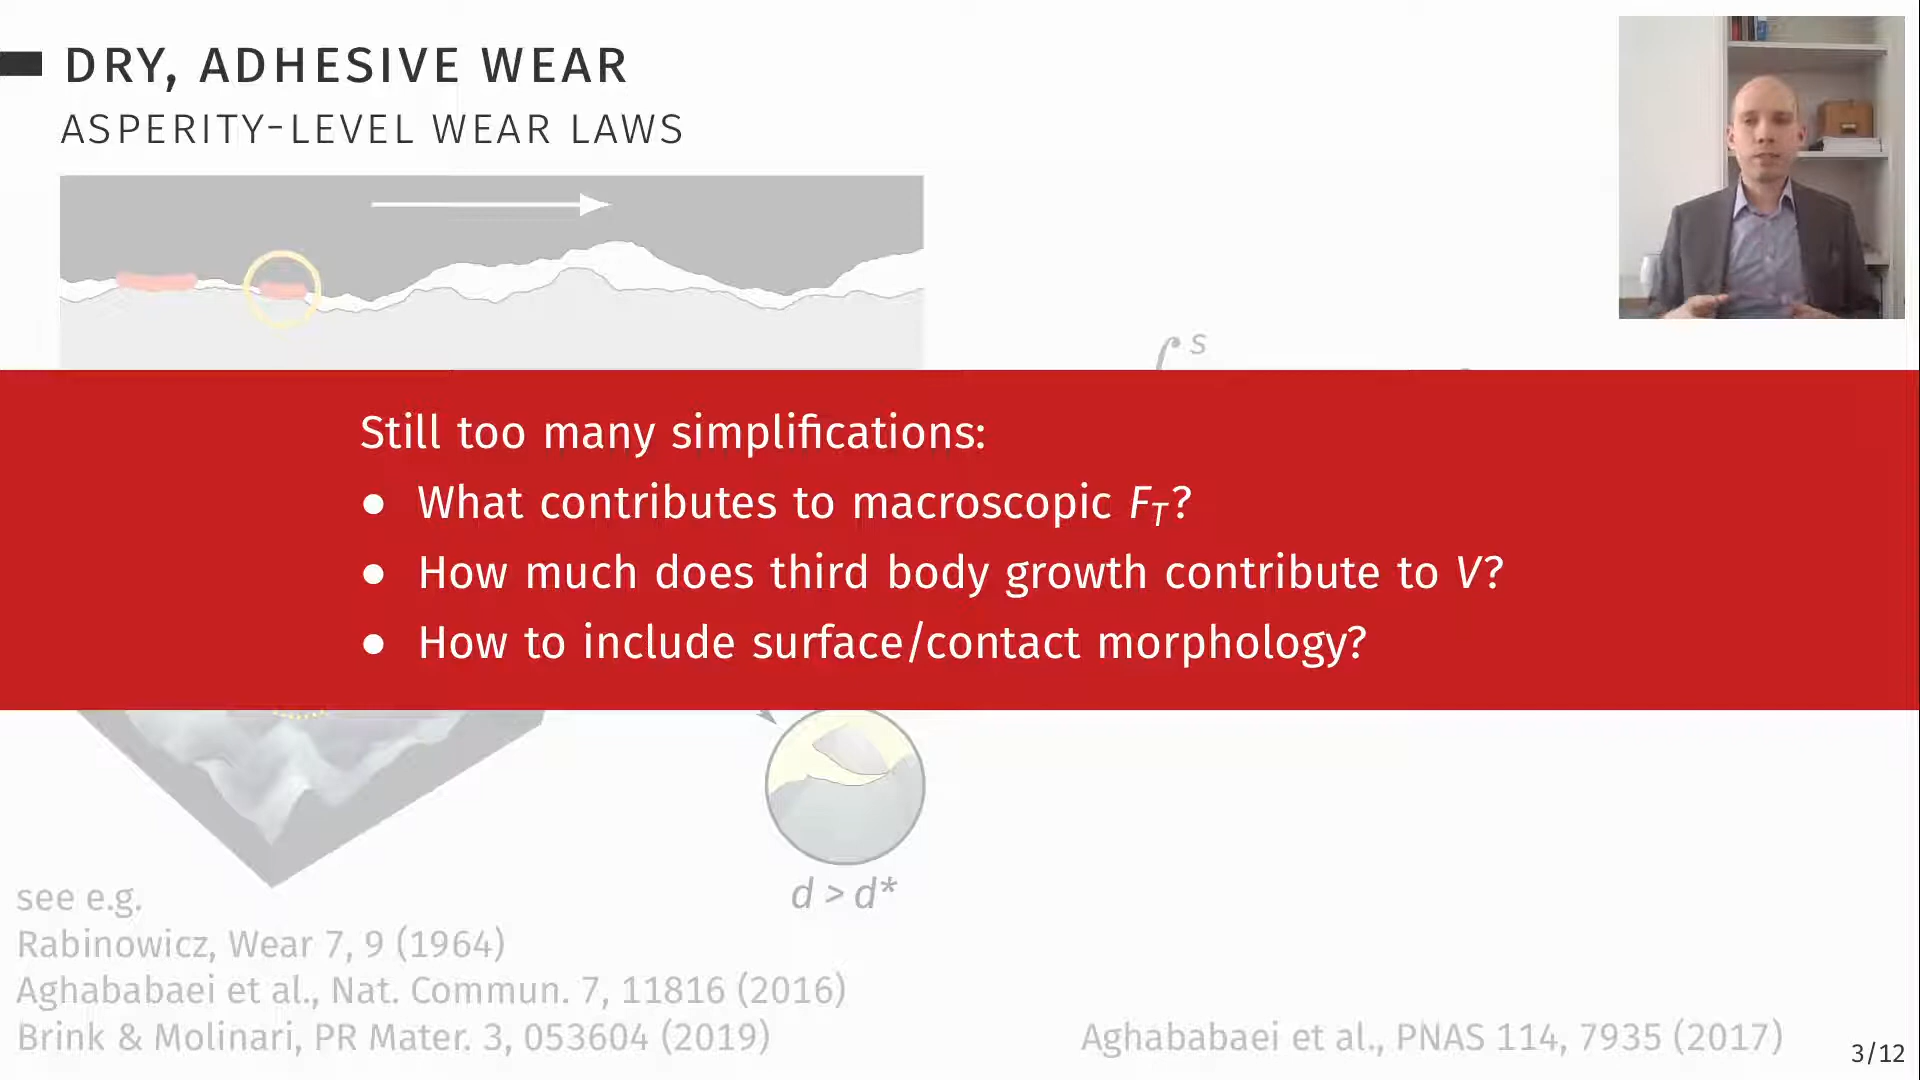 DRY, ADHESIVE WEAR
ASPERITY-LEVEL WEAR LAWS
∫ s
Still too many simplifications:
● What contributes to macroscopic F_T?
● How much does third body growth contribute to V?
● How to include surface/contact morphology?
d > d*
see e.g.
Rabinowicz, Wear 7, 9 (1964)
Aghababaei et al., Nat. Commun. 7, 11816 (2016)
Brink & Molinari, PR Mater. 3, 053604 (2019)
Aghababaei et al., PNAS 114, 7935 (2017)
3/12